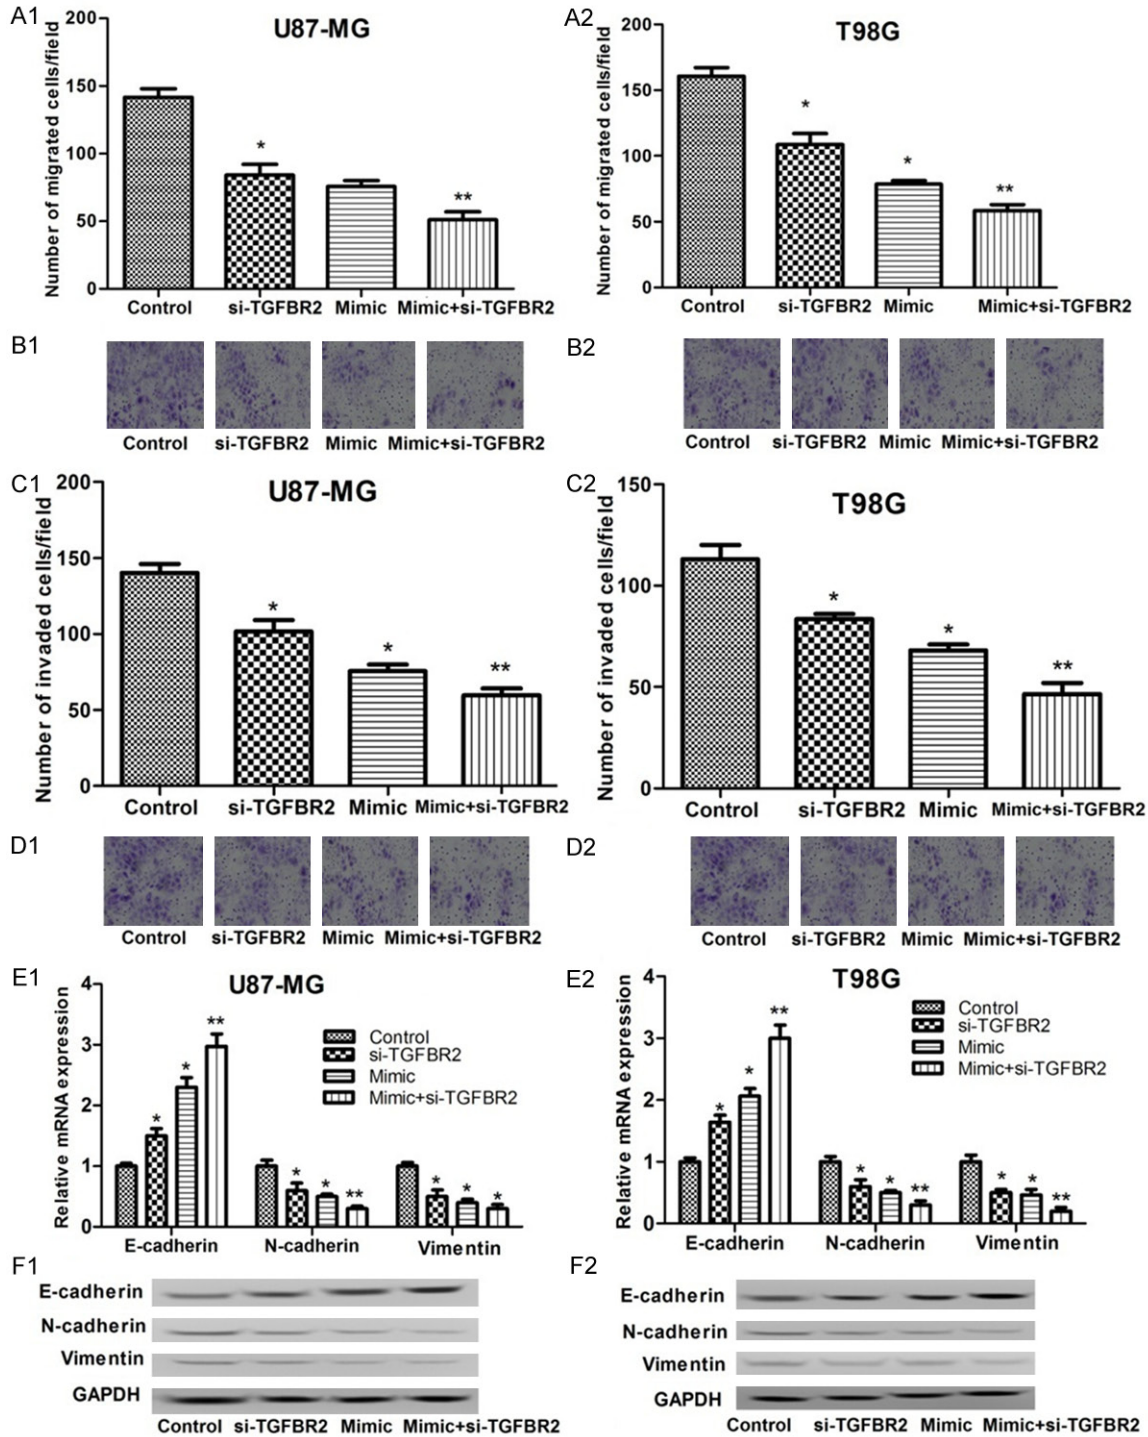 A1
U87-MG
Number of migrated cells/field
200
150
100
50
0
*
**
Control si-TGFBR2 Mimic Mimic+si-TGFBR2
A2
T98G
Number of migrated cells/field
200
150
100
50
0
*
*
**
Control si-TGFBR2 Mimic Mimic+si-TGFBR2
B1
Control si-TGFBR2 Mimic Mimic+si-TGFBR2
B2
Control si-TGFBR2 Mimic Mimic+si-TGFBR2
C1
U87-MG
Number of invaded cells/field
200
150
100
50
0
*
*
**
Control si-TGFBR2 Mimic Mimic+si-TGFBR2
C2
T98G
Number of invaded cells/field
150
100
50
0
*
*
**
Control si-TGFBR2 Mimic Mimic+si-TGFBR2
D1
Control si-TGFBR2 Mimic Mimic+si-TGFBR2
D2
Control si-TGFBR2 Mimic Mimic+si-TGFBR2
E1
U87-MG
Relative mRNA expression
4
3
2
1
0
Control
si-TGFBR2
Mimic
Mimic+si-TGFBR2
* * **
* * **
* * *
E-cadherin N-cadherin Vimentin
E2
T98G
Relative mRNA expression
4
3
2
1
0
Control
si-TGFBR2
Mimic
Mimic+si-TGFBR2
* * **
* * **
* * **
E-cadherin N-cadherin Vimentin
F1
E-cadherin
N-cadherin
Vimentin
GAPDH
Control si-TGFBR2 Mimic Mimic+si-TGFBR2
F2
E-cadherin
N-cadherin
Vimentin
GAPDH
Control si-TGFBR2 Mimic Mimic+si-TGFBR2